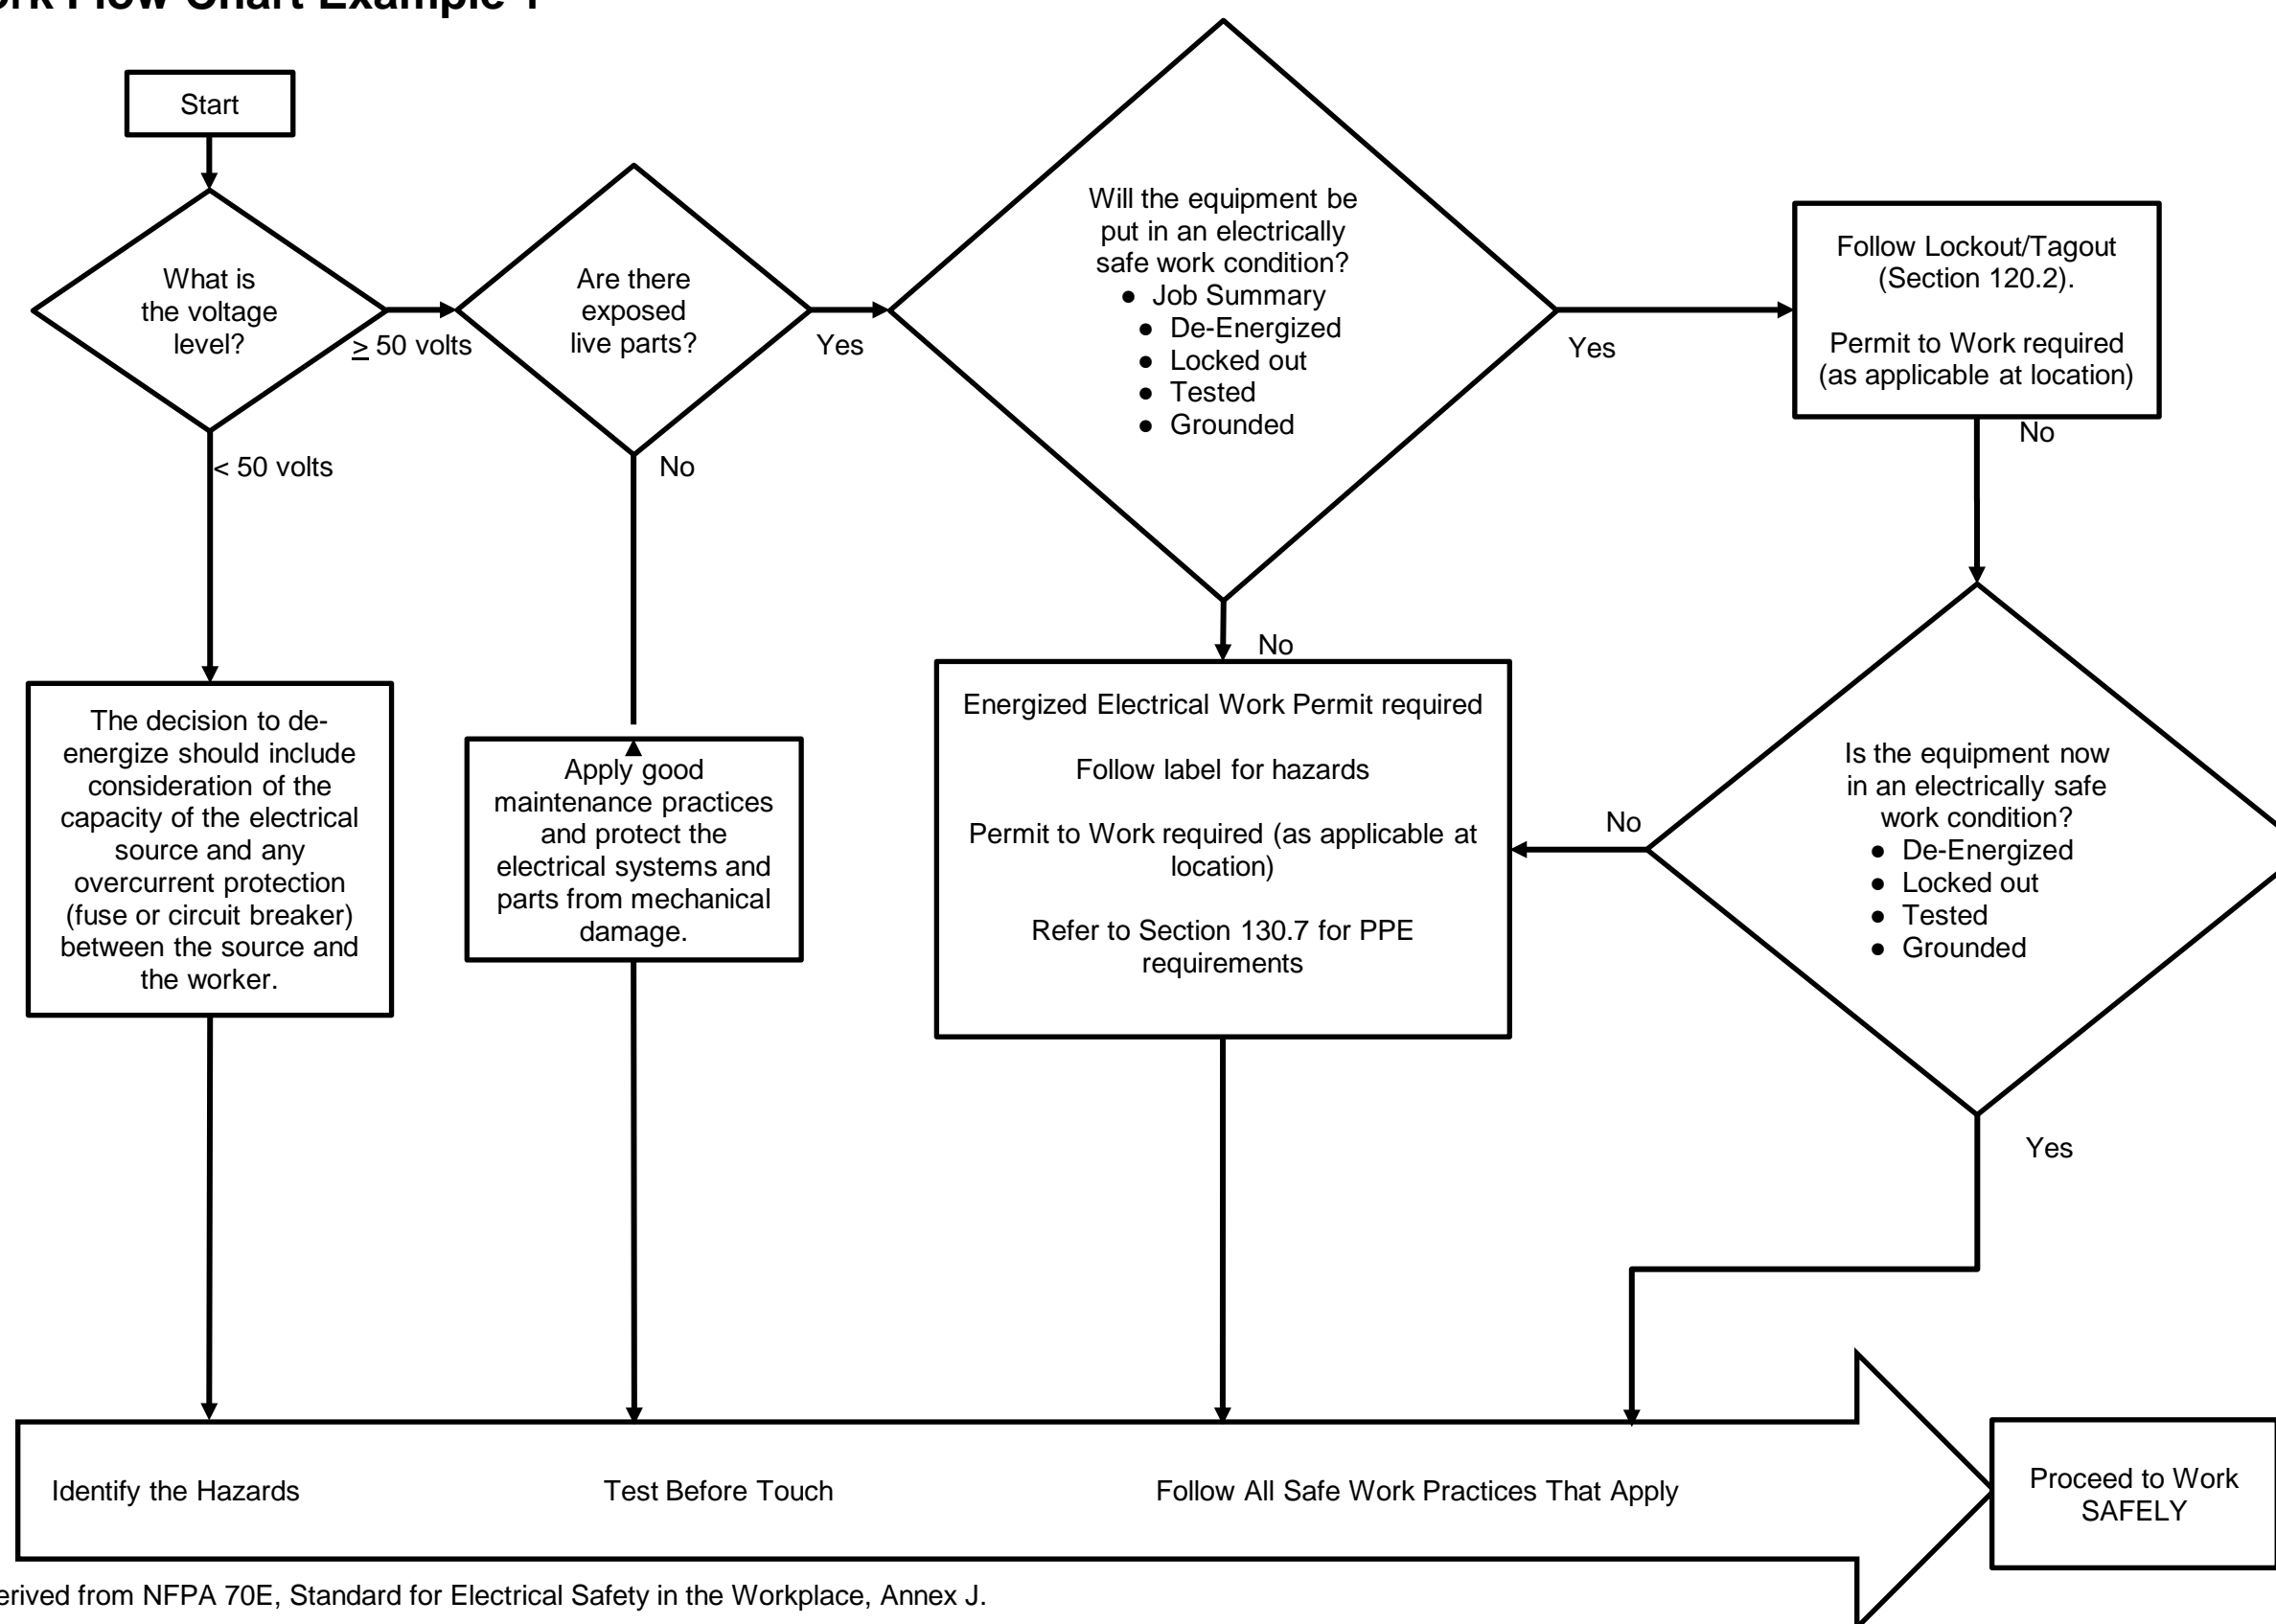 rk Flow Chart Example 1
Start
What is
the voltage
level?
≥ 50 volts
< 50 volts
Are there
exposed
live parts?
Yes
No
Will the equipment be
put in an electrically
safe work condition?
● Job Summary
● De-Energized
● Locked out
● Tested
● Grounded
Yes
No
Follow Lockout/Tagout
(Section 120.2).
Permit to Work required
(as applicable at location)
No
The decision to de-
energize should include
consideration of the
capacity of the electrical
source and any
overcurrent protection
(fuse or circuit breaker)
between the source and
the worker.
Apply good
maintenance practices
and protect the
electrical systems and
parts from mechanical
damage.
Energized Electrical Work Permit required
Follow label for hazards
Permit to Work required (as applicable at
location)
Refer to Section 130.7 for PPE
requirements
No
Is the equipment now
in an electrically safe
work condition?
● De-Energized
● Locked out
● Tested
● Grounded
Yes
Identify the Hazards
Test Before Touch
Follow All Safe Work Practices That Apply
Proceed to Work
SAFELY
erived from NFPA 70E, Standard for Electrical Safety in the Workplace, Annex J.